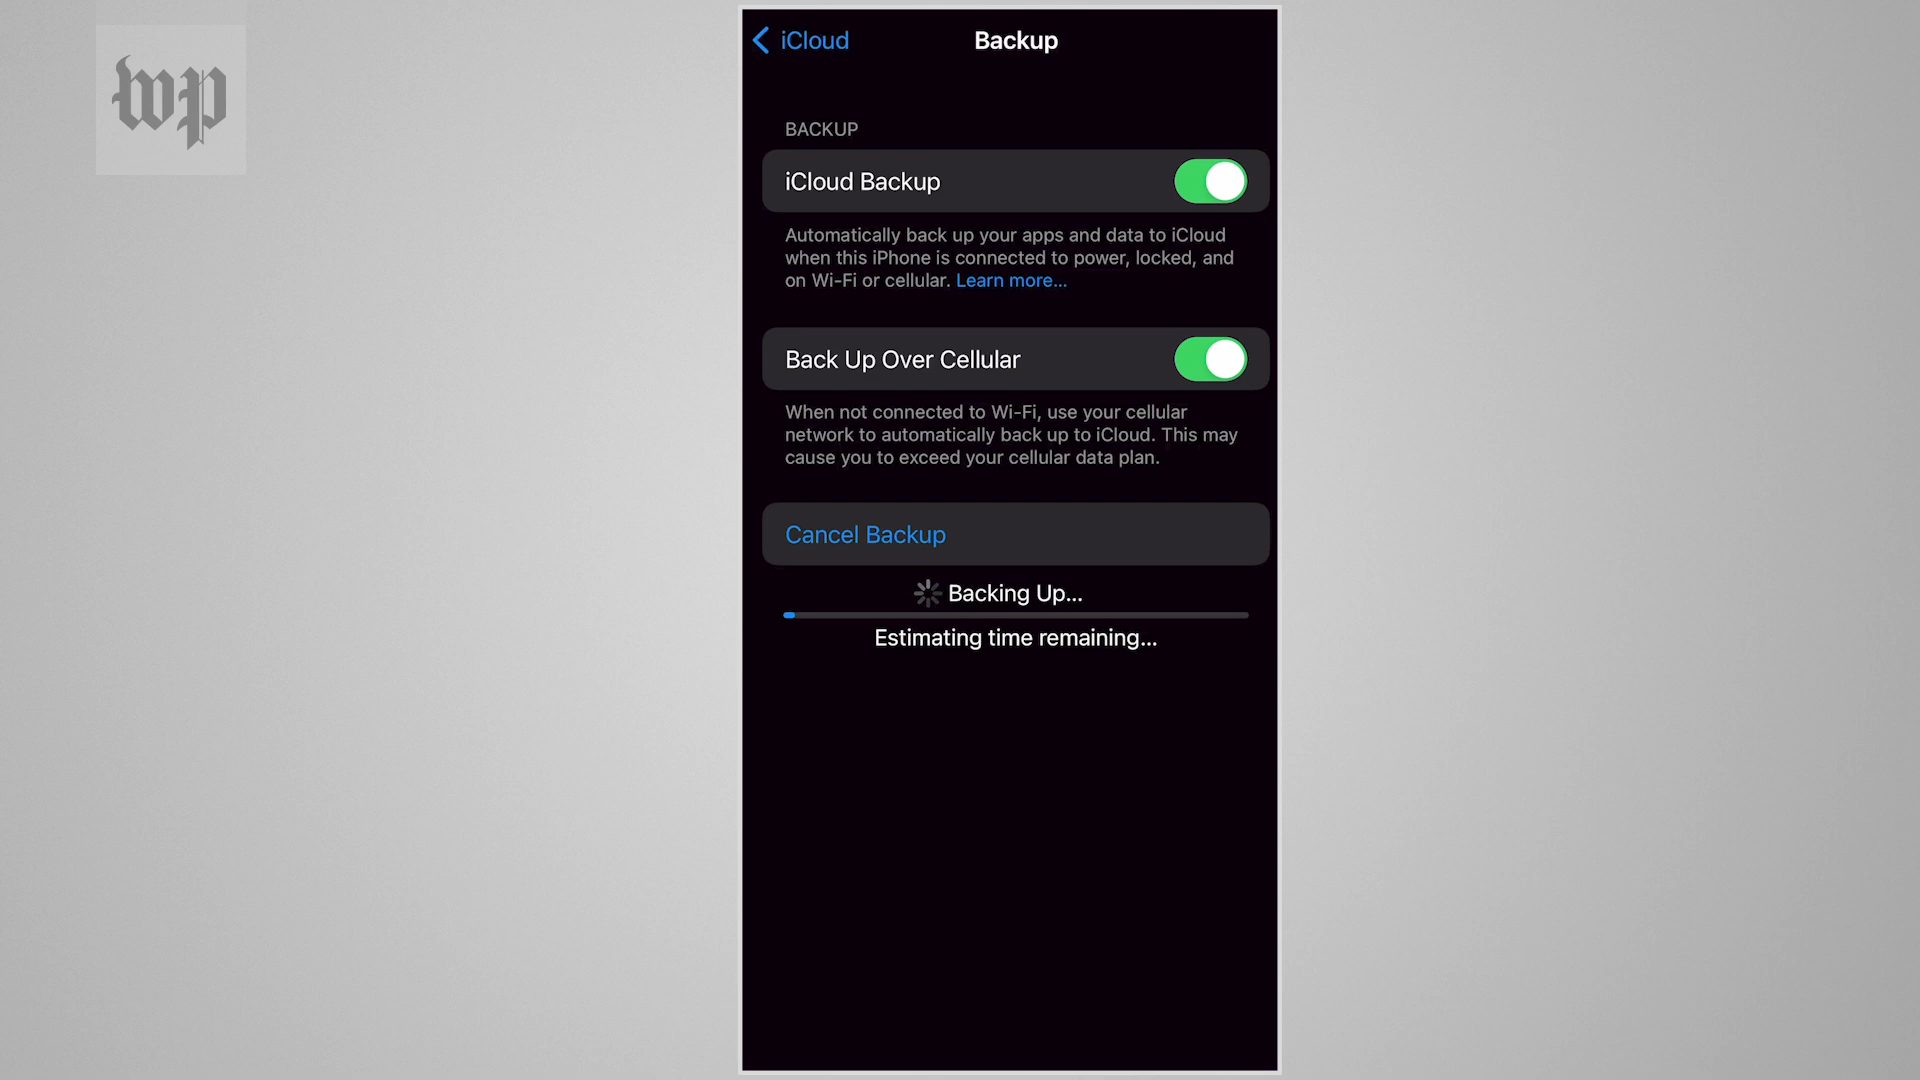 wp
iCloud
Backup
BACKUP
iCloud Backup
Automatically back up your apps and data to iCloud
when this iPhone is connected to power, locked, and
on Wi-Fi or cellular. Learn more...
Back Up Over Cellular
When not connected to Wi-Fi, use your cellular
network to automatically back up to iCloud. This may
cause you to exceed your cellular data plan.
Cancel Backup
Backing Up...
Estimating time remaining...